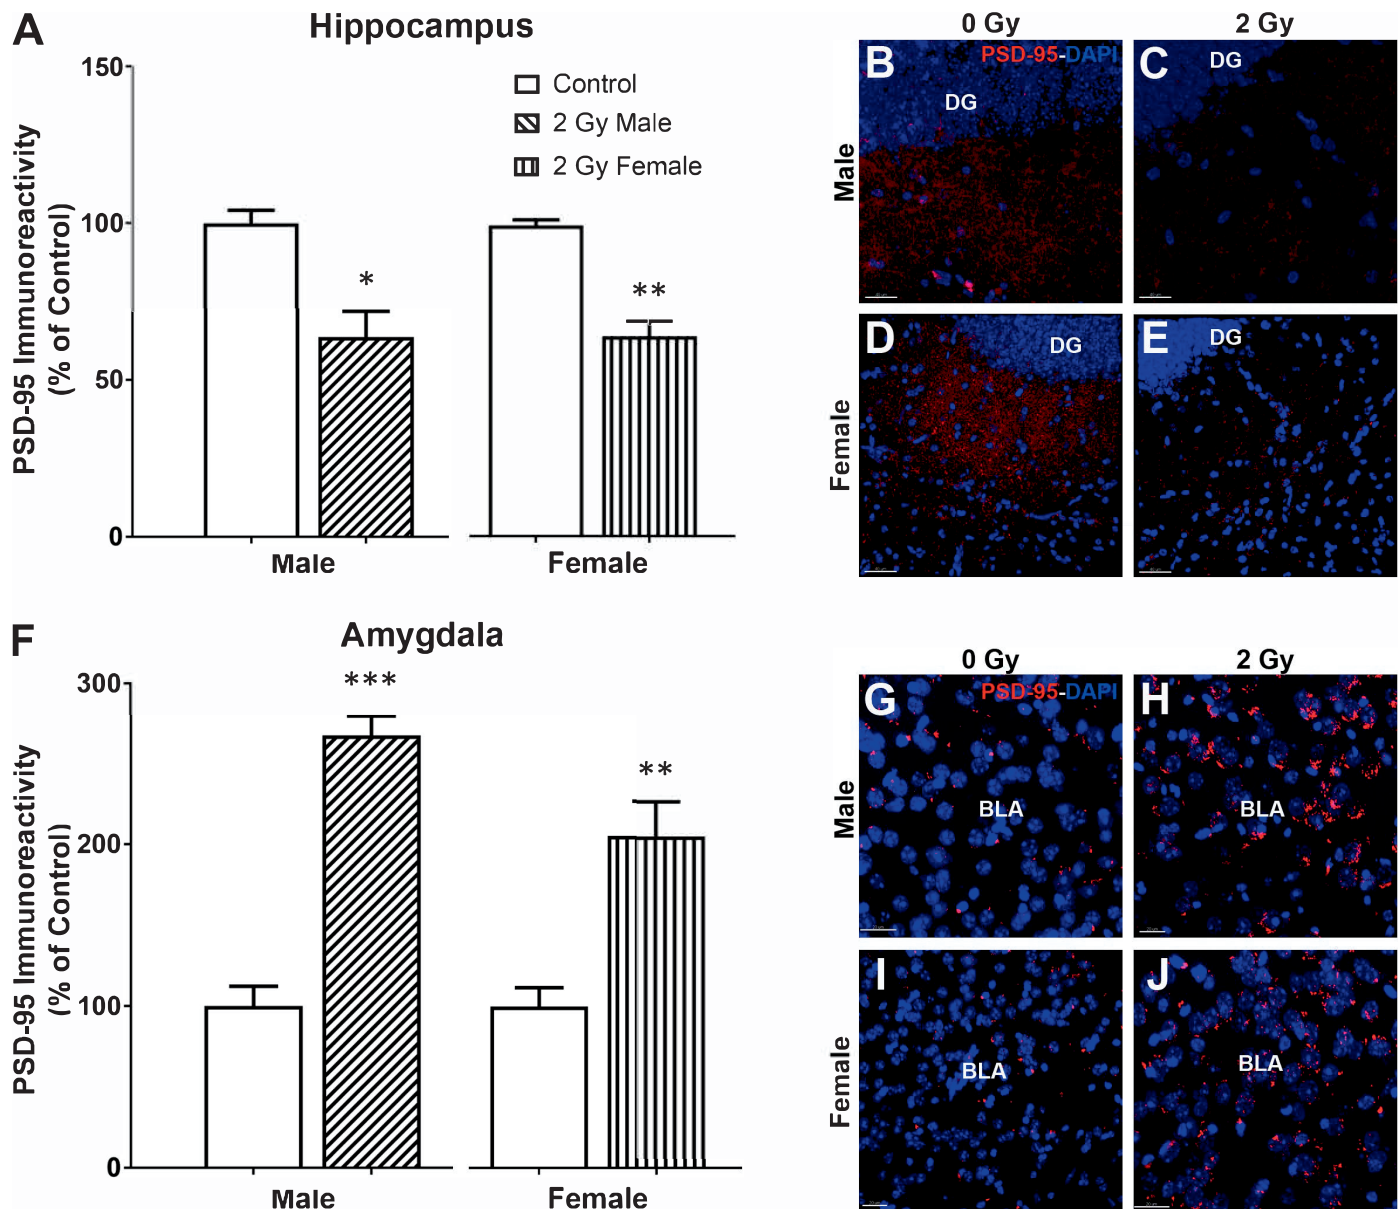 A
Hippocampus
150
100
50
0
PSD-95 Immunoreactivity
(% of Control)
Control
2 Gy Male
2 Gy Female
*
**
Male
Female
0 Gy
2 Gy
Male
Female
B
PSD-95-DAPI
DG
C
DG
D
DG
E
DG
F
Amygdala
300
200
100
0
PSD-95 Immunoreactivity
(% of Control)
***
**
Male
Female
0 Gy
2 Gy
Male
Female
G
PSD-95-DAPI
BLA
H
BLA
I
BLA
J
BLA